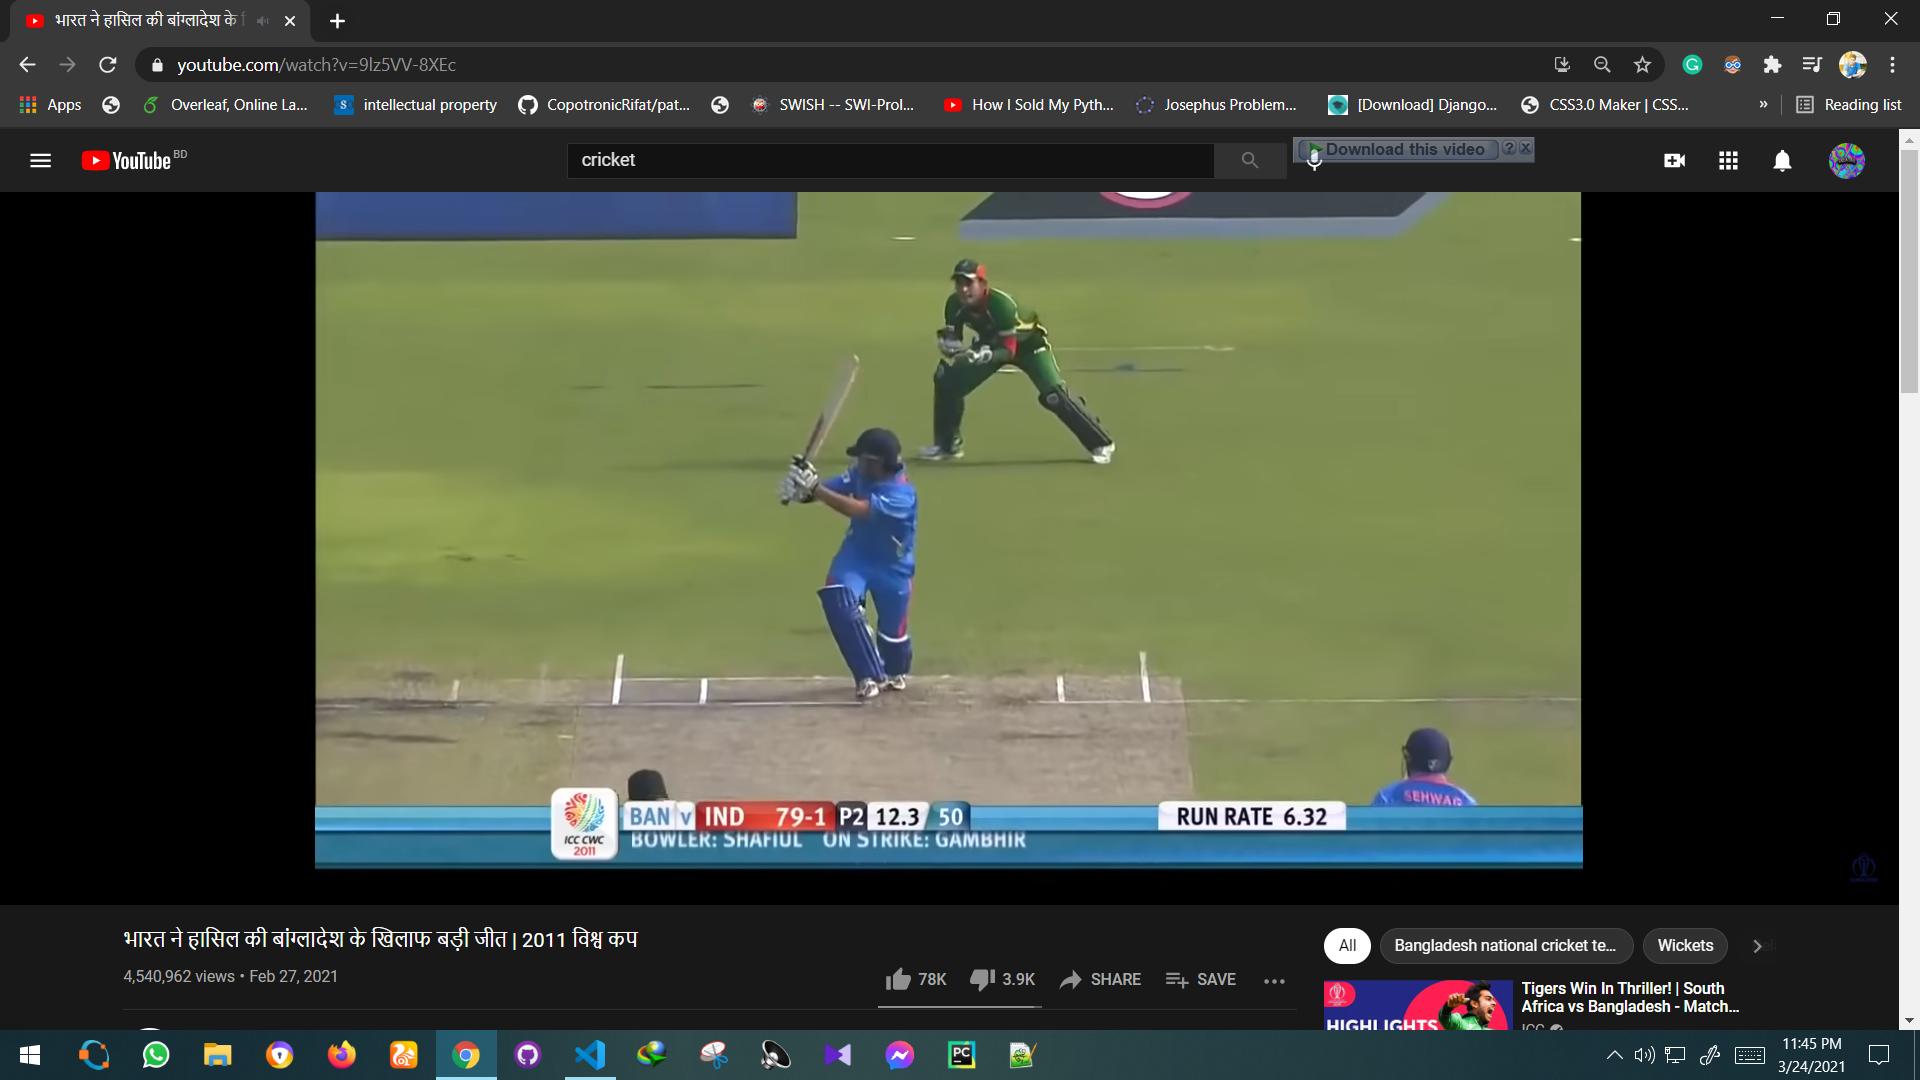 भारत ने हासिल की बांग्लादेश के
youtube.com/watch?v=9lz5VV-8XEc
Apps
Overleaf, Online La...
intellectual property
CopotronicRifat/pat...
SWISH -- SWI-Prol...
How I Sold My Pyth...
Josephus Problem...
[Download] Django...
CSS3.0 Maker | CSS...
»
Reading list
YouTube BD
cricket
Download this video
SEHWAG
ICC CWC
2011
BAN v IND 79-1 P2 12.3 50
RUN RATE 6.32
BOWLER: SHAFIUL ON STRIKE: GAMBHIR
भारत ने हासिल की बांग्लादेश के खिलाफ बड़ी जीत | 2011 विश्व कप
4,540,962 views • Feb 27, 2021
78K
3.9K
SHARE
SAVE
All
Bangladesh national cricket te...
Wickets
HIGHLIGHTS
Tigers Win In Thriller! | South
Africa vs Bangladesh - Match...
ICC
PC
11:45 PM
3/24/2021